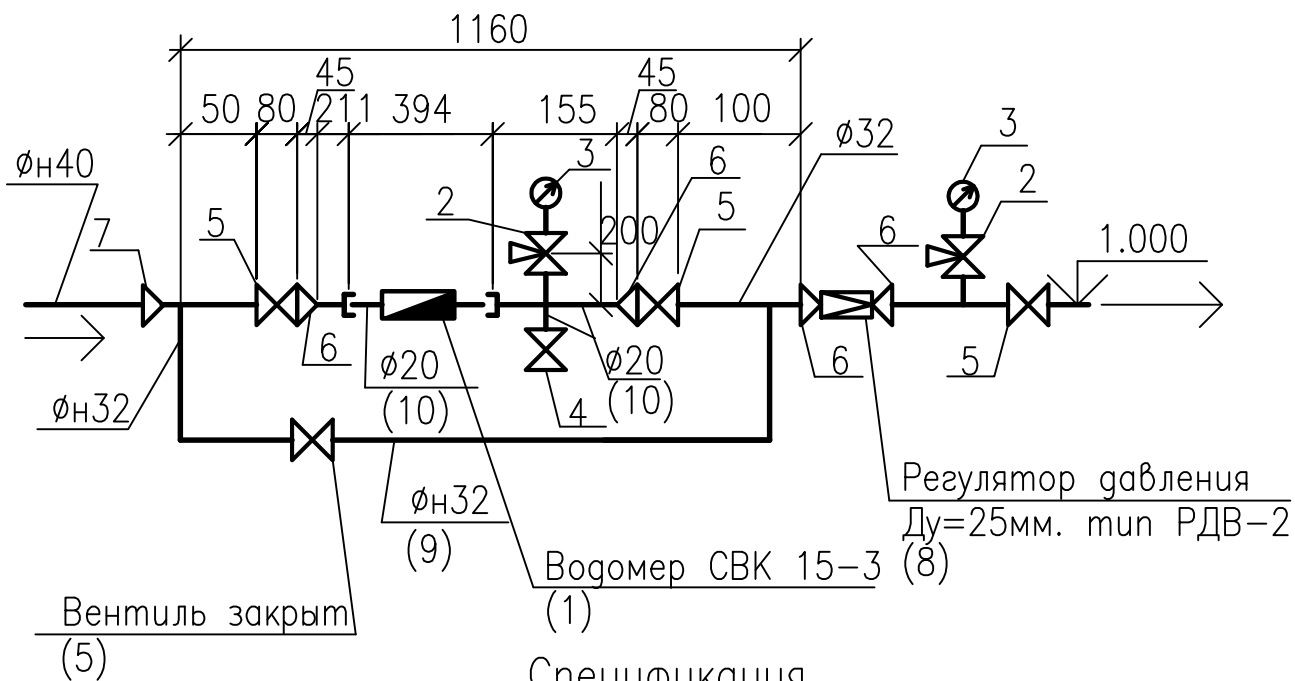 1160
45
45
50
80
211
394
155
80
100
3
ø32
3
øн40
6
2
2
5
5
200
6
1.000
7
6
ø20
(10)
ø20
(10)
6
5
øн32
4
Регулятор давления
Ду=25мм. тип РДВ-2
(8)
øн32
(9)
Водомер СВК 15-3
(1)
Вентиль закрыт
(5)
Спецификация